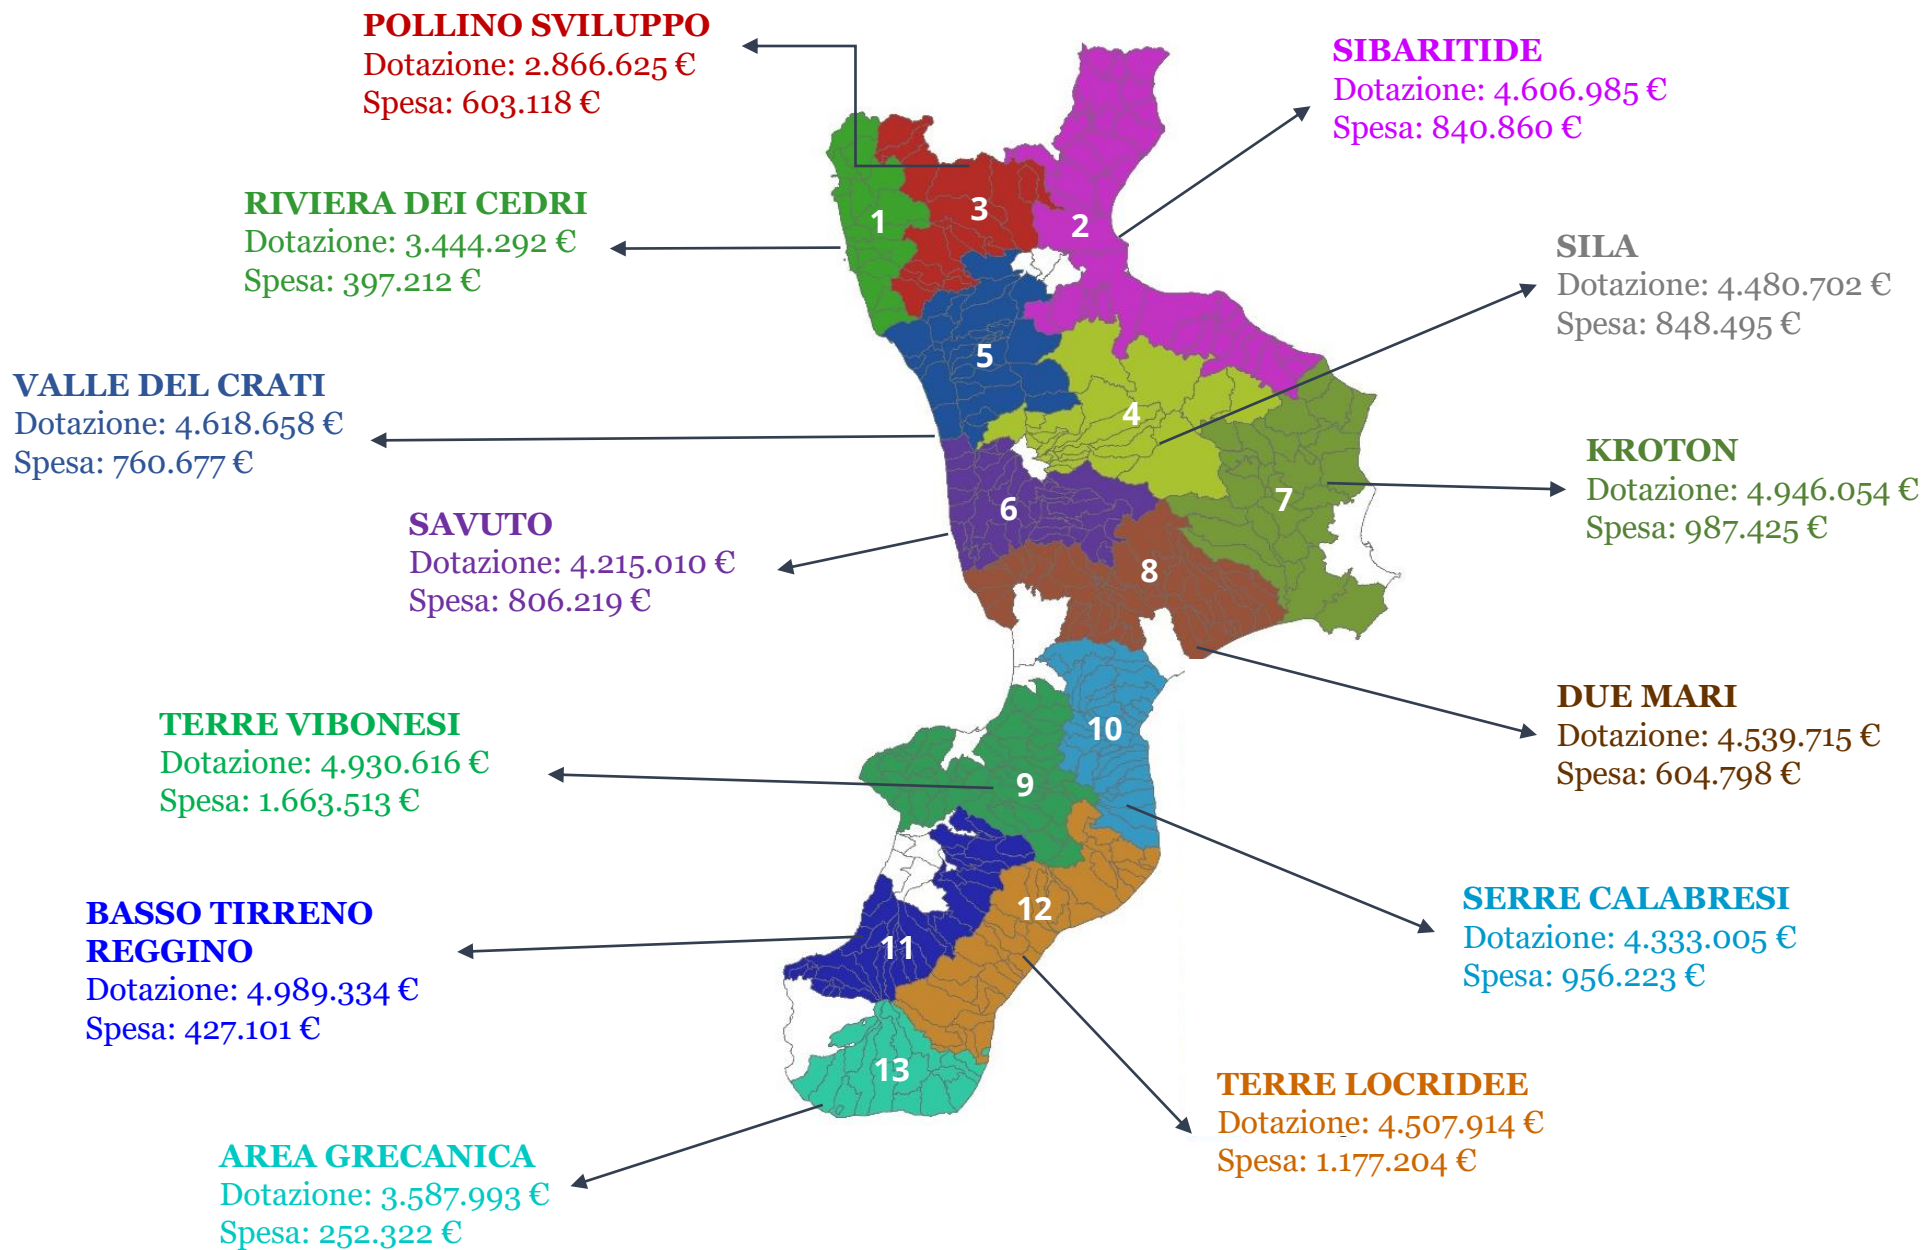 POLLINO SVILUPPO
Dotazione: 2.866.625 €
Spesa: 603.118 €
SIBARITIDE
Dotazione: 4.606.985 €
Spesa: 840.860 €
RIVIERA DEI CEDRI
Dotazione: 3.444.292 €
Spesa: 397.212 €
SILA
Dotazione: 4.480.702 €
Spesa: 848.495 €
VALLE DEL CRATI
Dotazione: 4.618.658 €
Spesa: 760.677 €
KROTON
Dotazione: 4.946.054 €
Spesa: 987.425 €
SAVUTO
Dotazione: 4.215.010 €
Spesa: 806.219 €
DUE MARI
Dotazione: 4.539.715 €
Spesa: 604.798 €
TERRE VIBONESI
Dotazione: 4.930.616 €
Spesa: 1.663.513 €
SERRE CALABRESI
Dotazione: 4.333.005 €
Spesa: 956.223 €
BASSO TIRRENO
REGGINO
Dotazione: 4.989.334 €
Spesa: 427.101 €
TERRE LOCRIDEE
Dotazione: 4.507.914 €
Spesa: 1.177.204 €
AREA GRECANICA
Dotazione: 3.587.993 €
Spesa: 252.322 €
1
2
3
4
5
6
7
8
9
10
11
12
13